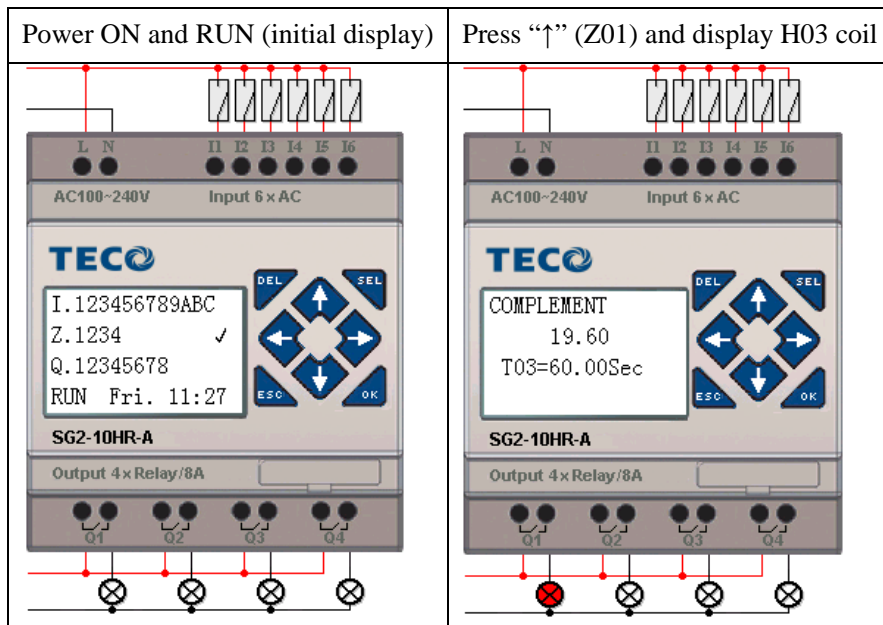 Power ON and RUN (initial display)
L N I1 I2 I3 I4 I5 I6
AC100~240V Input 6 x AC
TECO
DEL SEL
I.123456789ABC
Z.1234 ✓
Q.12345678
RUN Fri. 11:27
ESC OK
SG2-10HR-A
Output 4 x Relay/8A
Q1 Q2 Q3 Q4
Press “↑” (Z01) and display H03 coil
L N I1 I2 I3 I4 I5 I6
AC100~240V Input 6 x AC
TECO
DEL SEL
COMPLEMENT
19.60
T03=60.00Sec
ESC OK
SG2-10HR-A
Output 4 x Relay/8A
Q1 Q2 Q3 Q4